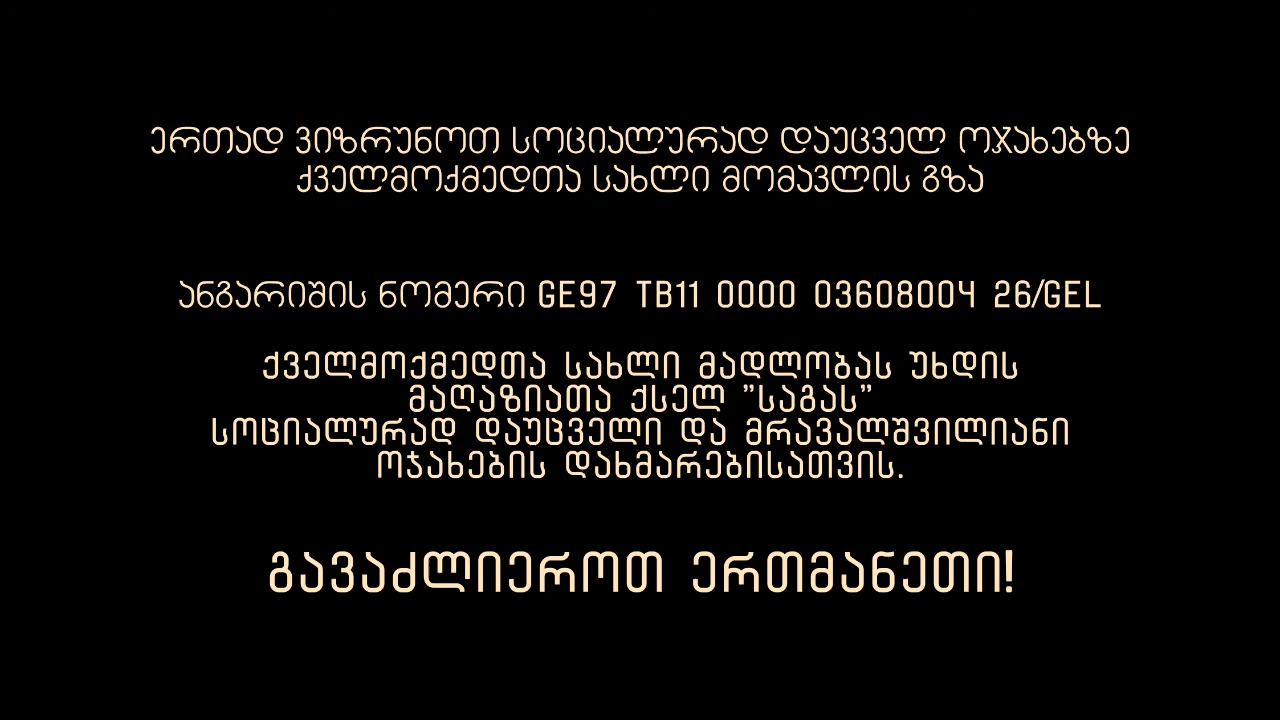 ერთად ვიზრუნოთ სოციალურად დაუცველ ოჯახებზე
ქველმოქმედთა სახლი მომავლის გზა
ანგარიშის ნომერი GE97 TB11 0000 03608004 26/GEL
ქველმოქმედთა სახლი მადლობას უხდის
მაღაზიათა ქსელ "საგას"
სოციალურად დაუცველი და მრავალშვილიანი
ოჯახების დახმარებისათვის.
გავაძლიეროთ ერთმანეთი!